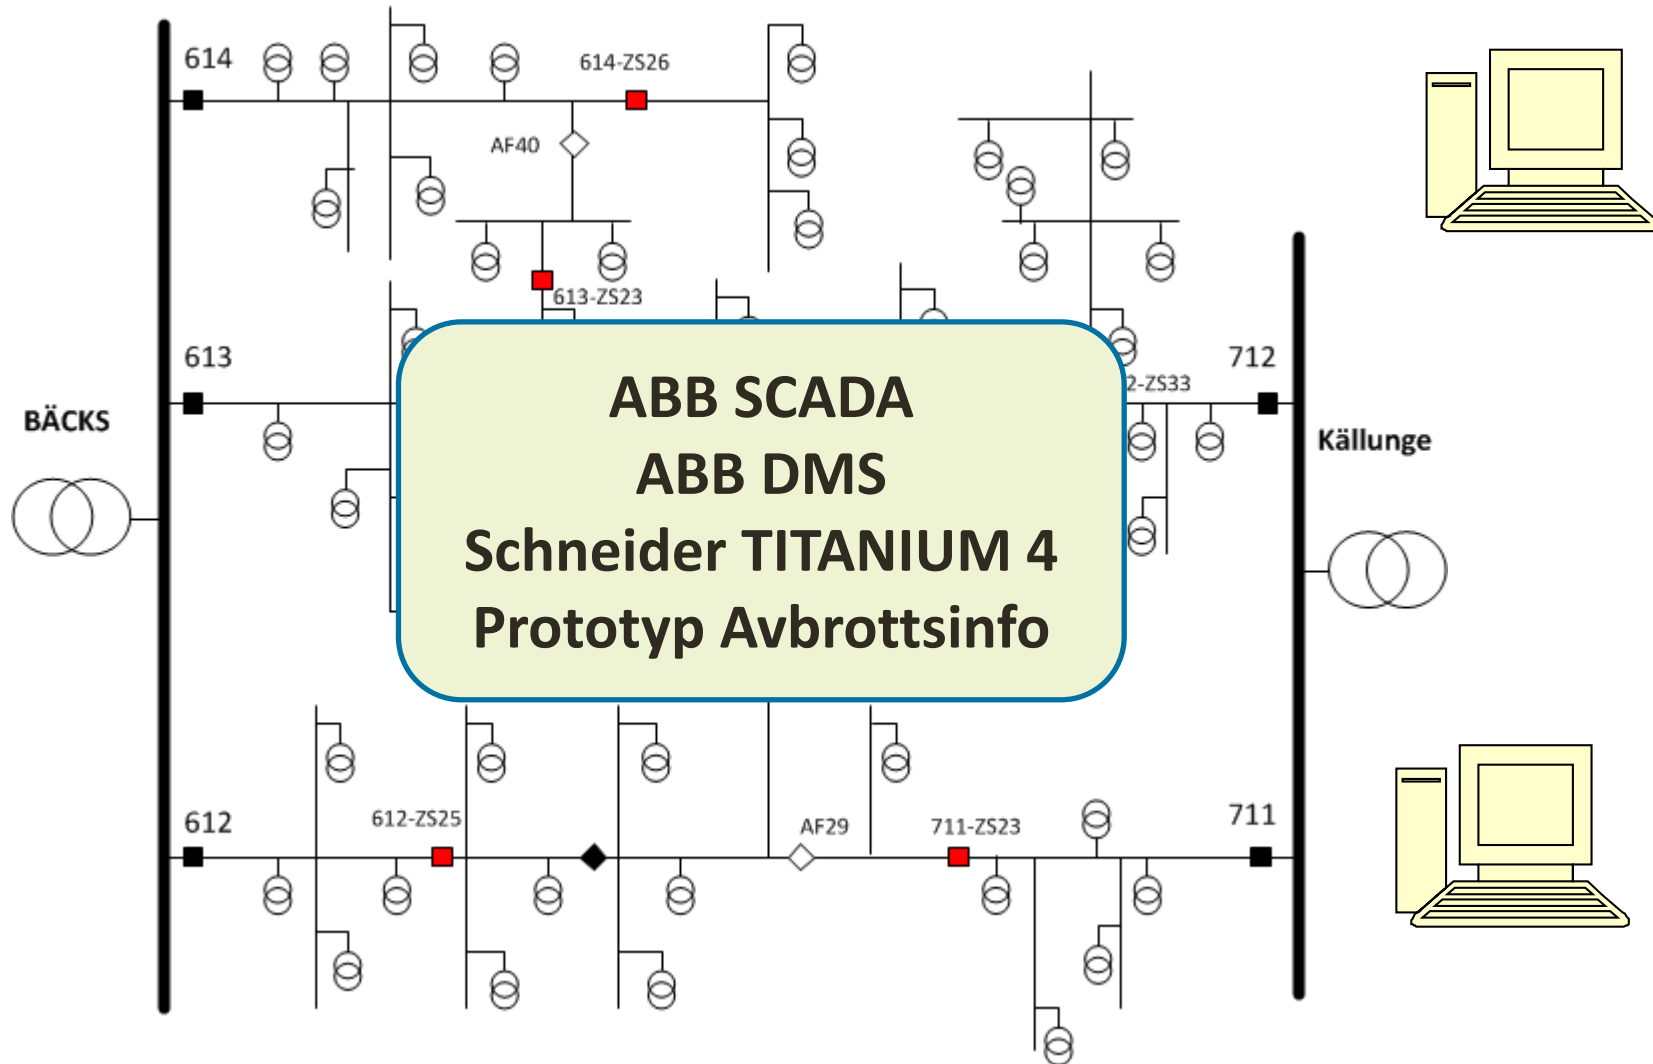 614
614-ZS26
AF40
613-ZS23
613
712
2-ZS33
BÄCKS
Källunge
ABB SCADA
ABB DMS
Schneider TITANIUM 4
Prototyp Avbrottsinfo
612
612-ZS25
AF29
711-ZS23
711